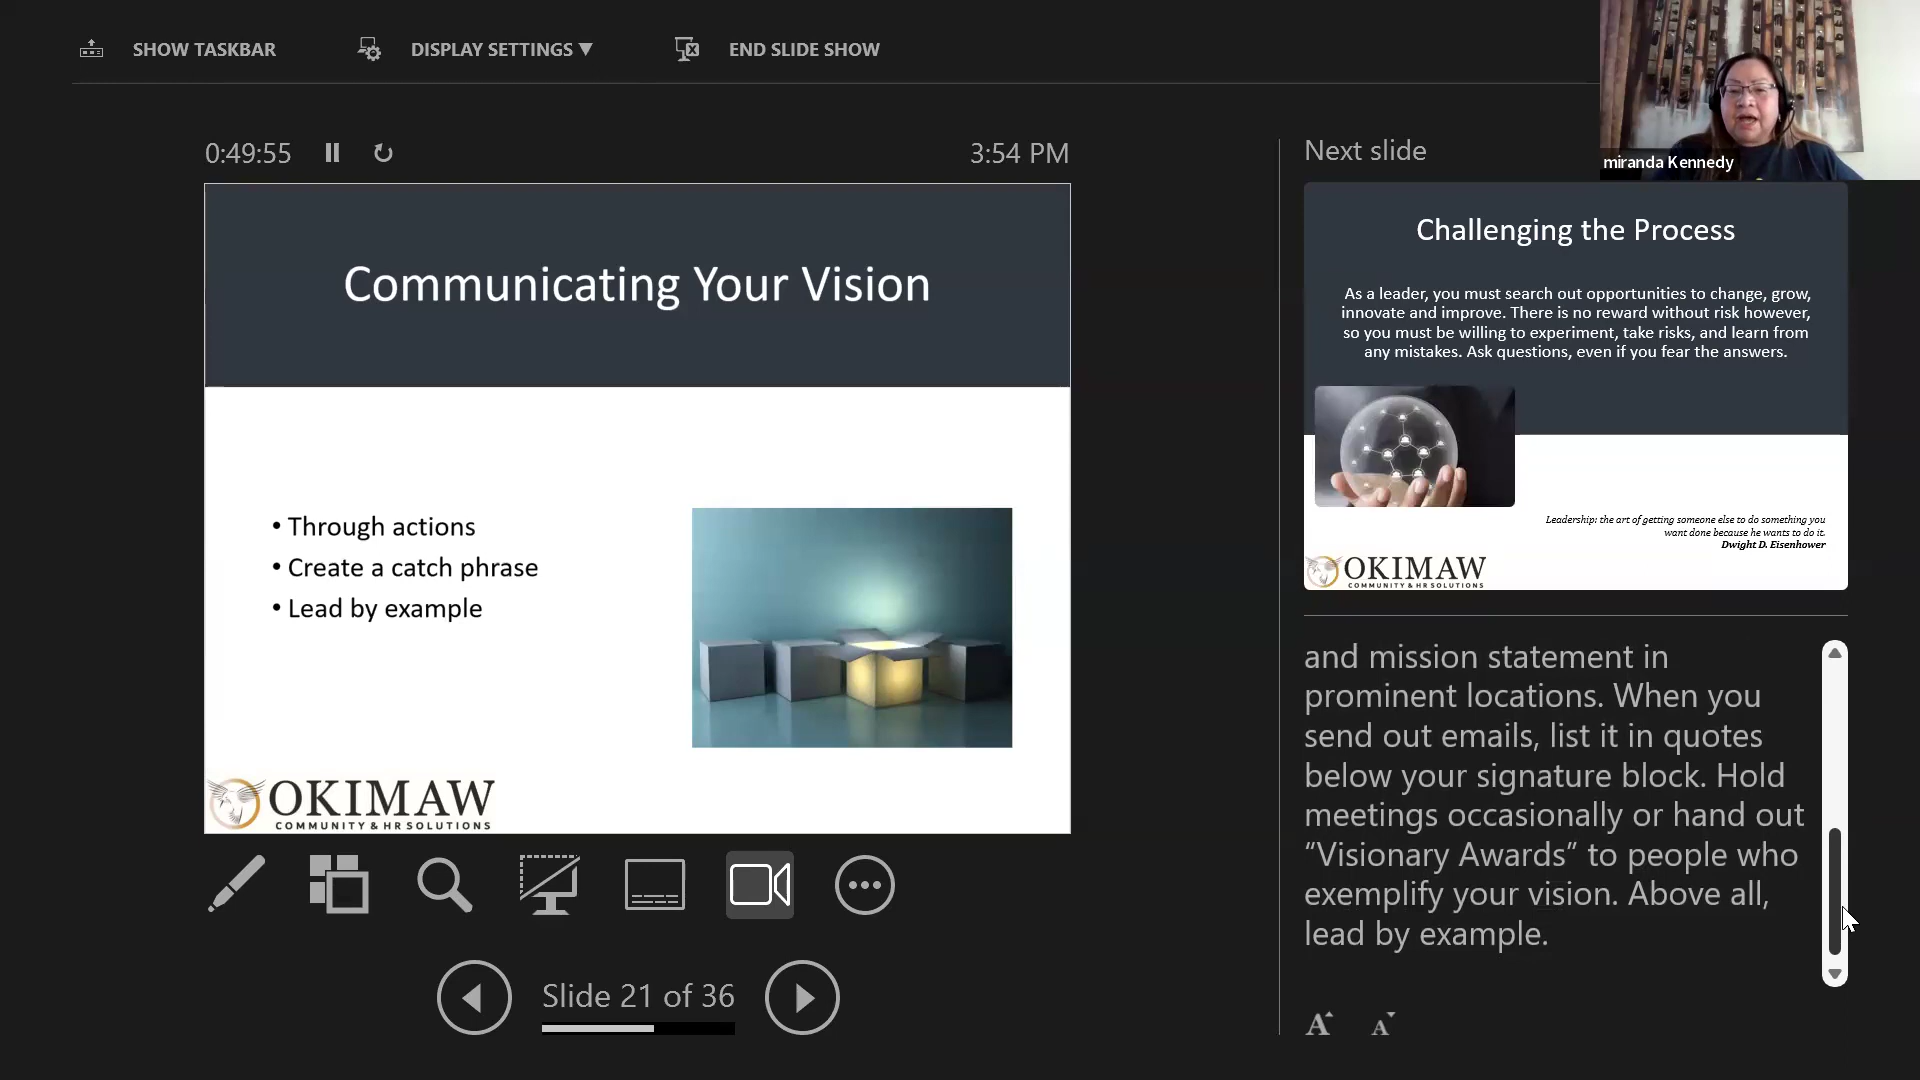 SHOW TASKBAR
DISPLAY SETTINGS ▼
END SLIDE SHOW
miranda Kennedy
0:49:55
3:54 PM
Communicating Your Vision
• Through actions
• Create a catch phrase
• Lead by example
OKIMAW
COMMUNITY & HR SOLUTIONS
Slide 21 of 36
Next slide
Challenging the Process
As a leader, you must search out opportunities to change, grow,
innovate and improve. There is no reward without risk however,
so you must be willing to experiment, take risks, and learn from
any mistakes. Ask questions, even if you fear the answers.
Leadership: the art of getting someone else to do something you
want done because he wants to do it.
Dwight D. Eisenhower
OKIMAW
COMMUNITY & HR SOLUTIONS
and mission statement in
prominent locations. When you
send out emails, list it in quotes
below your signature block. Hold
meetings occasionally or hand out
“Visionary Awards” to people who
exemplify your vision. Above all,
lead by example.
A A